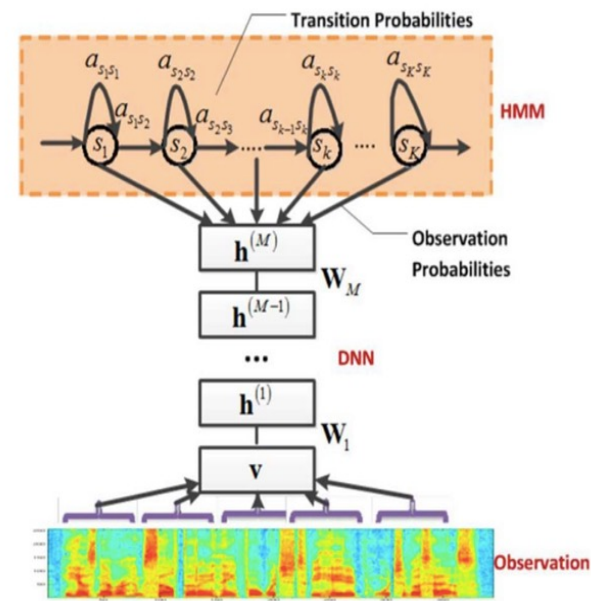 Transition Probabilities
a_{s_1s_1} a_{s_2s_2} a_{s_ks_k} a_{s_Ks_K}
HMM
a_{s_1s_2} a_{s_2s_3} a_{s_{k-1}s_k}
s_1 s_2 ..... s_k .... s_K
Observation
Probabilities
h^{(M)}
W_M
h^{(M-1)}
...
DNN
h^{(1)}
W_1
v
Observation